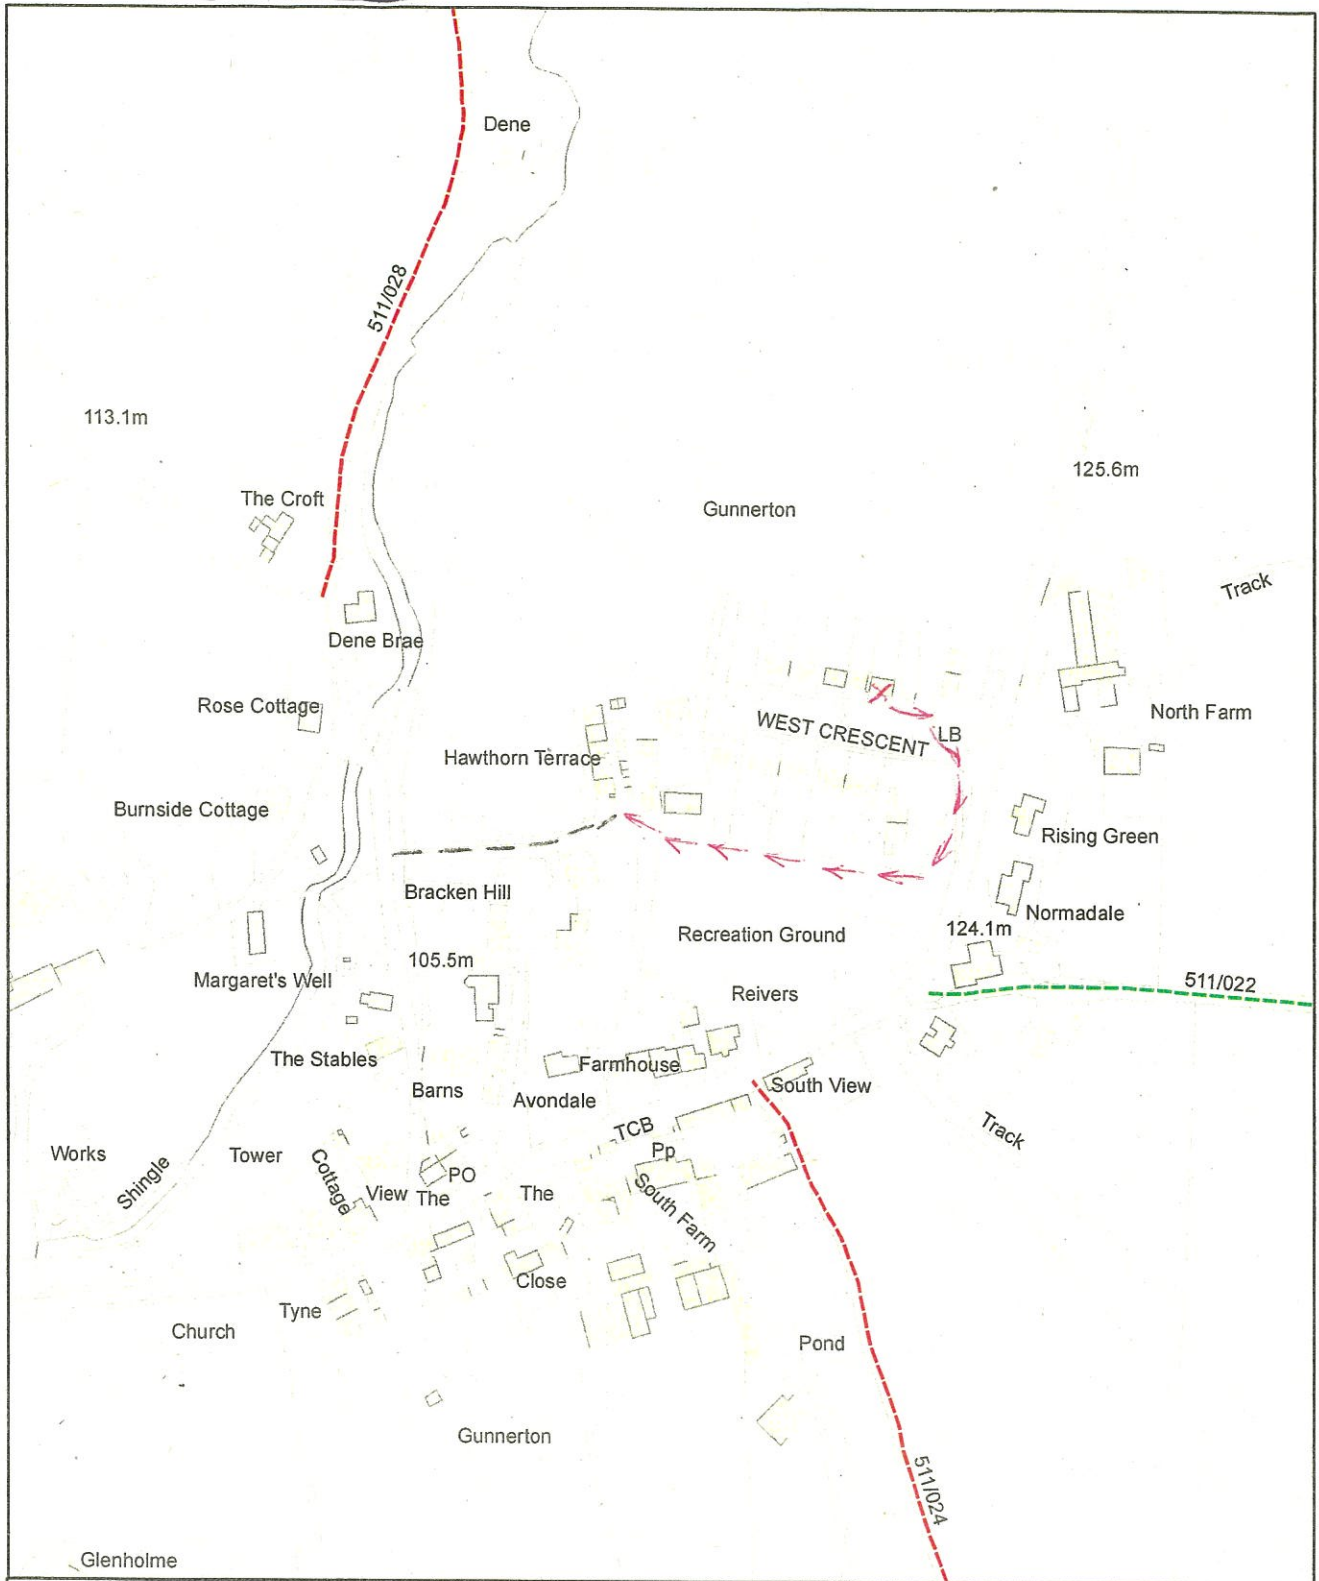 Dene
511/028
113.1m
125.6m
The Croft
Gunnerton
Track
Dene Brae
Rose Cottage
North Farm
WEST CRESCENT
LB
Hawthorn Terrace
Burnside Cottage
Rising Green
Bracken Hill
Normadale
Recreation Ground
124.1m
105.5m
Margaret's Well
511/022
Reivers
The Stables
Farmhouse
South View
Barns
Avondale
TCB
Track
Works
Shingle
Tower
Cottage
PO
Pp
View The
The
South Farm
Close
Tyne
Church
Pond
Gunnerton
511/024
Glenholme